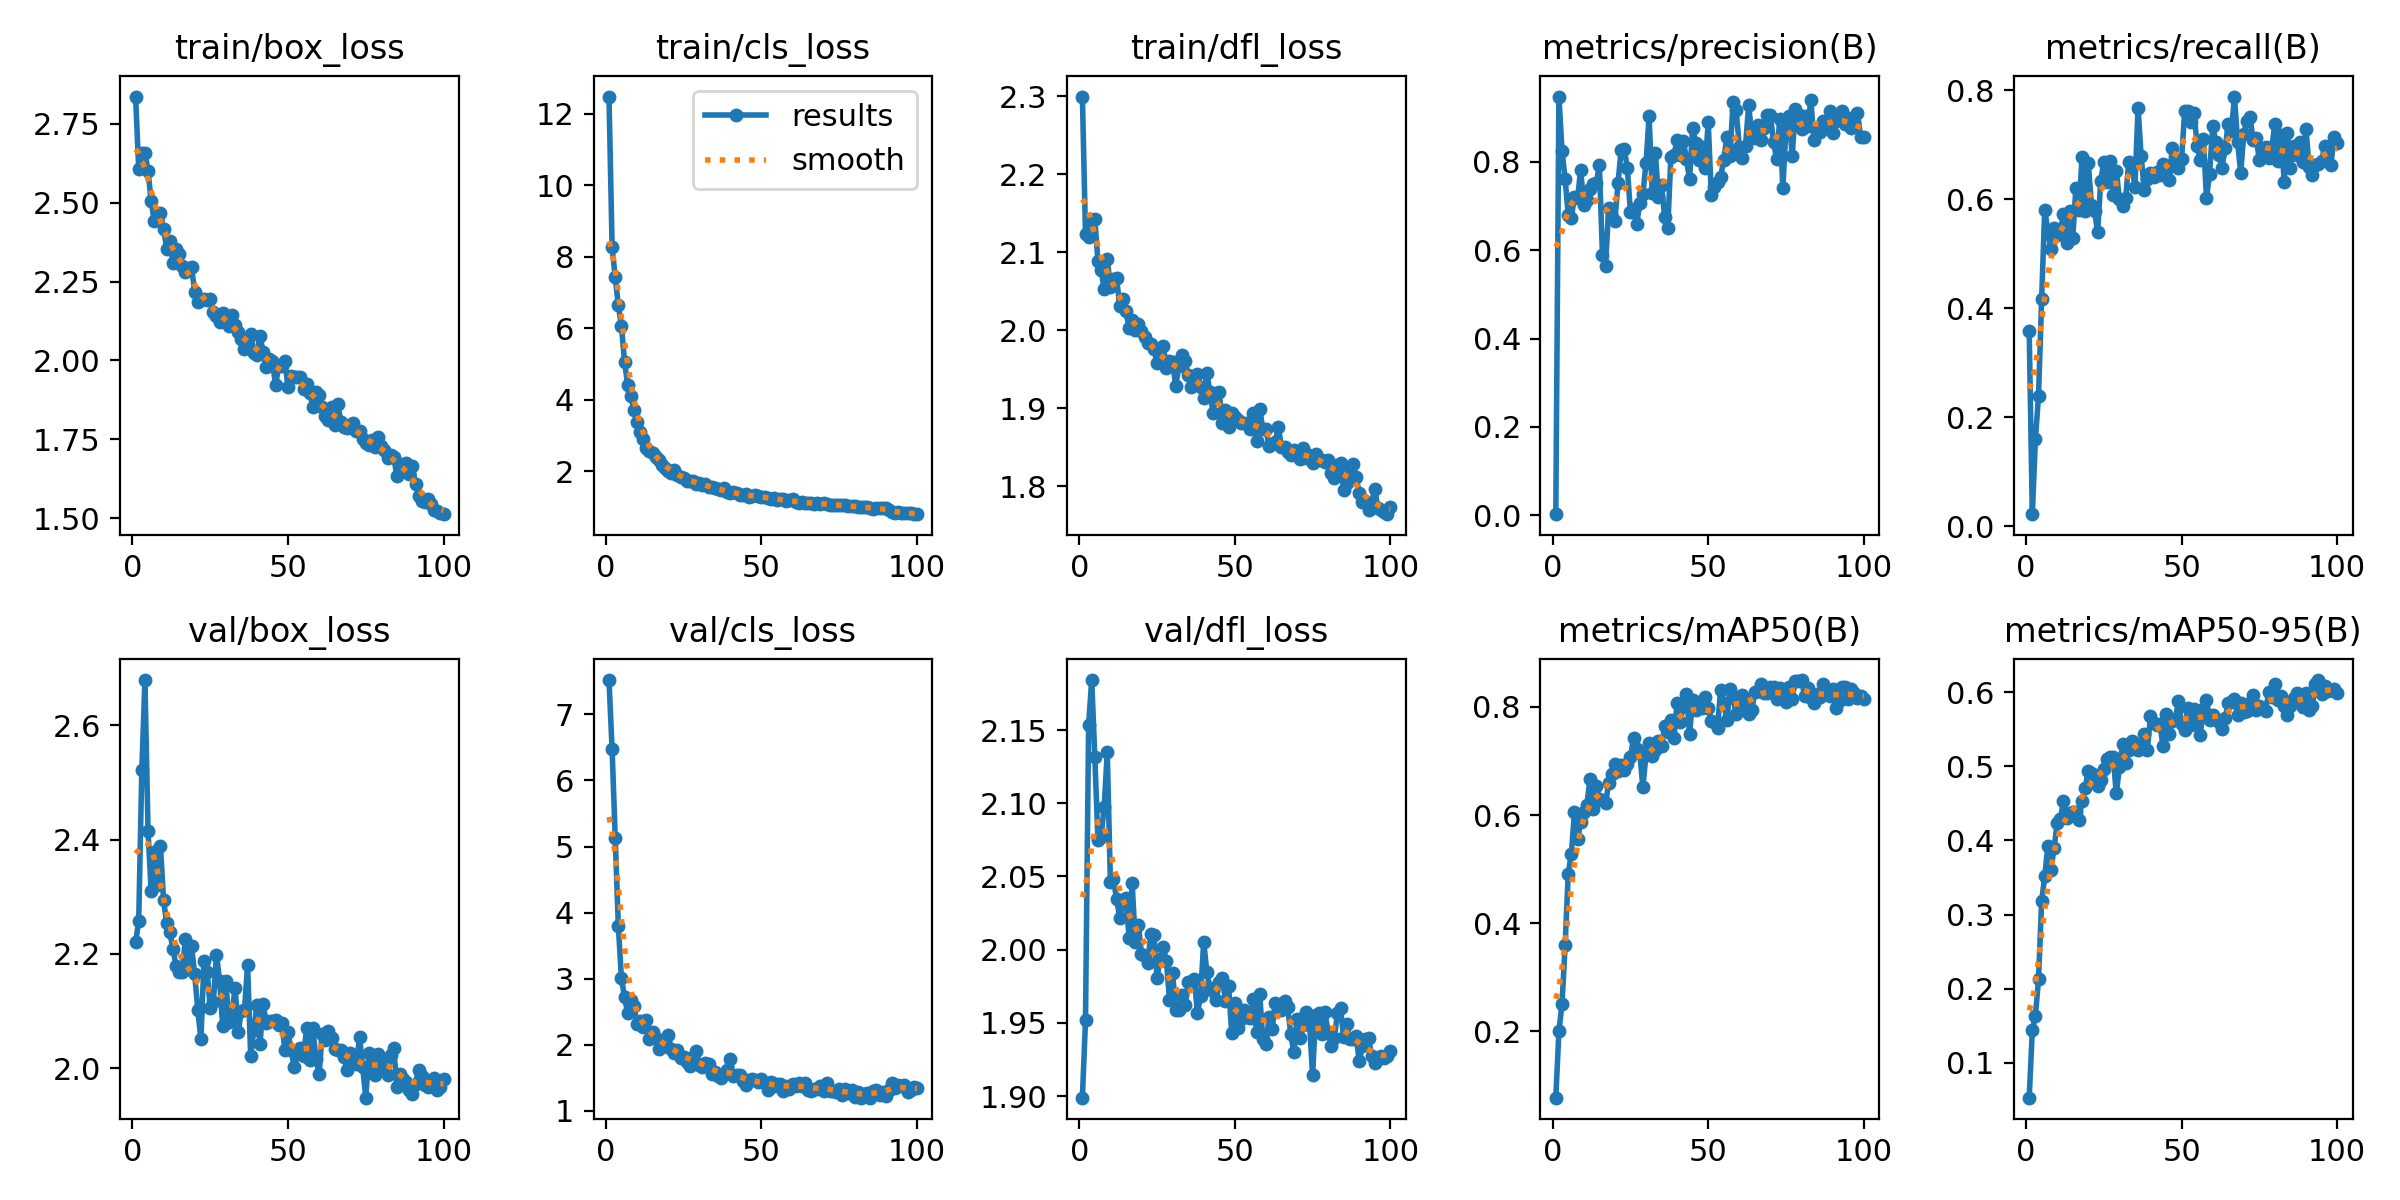 train/box_loss
train/cls_loss
train/dfl_loss
metrics/precision(B)
metrics/recall(B)
2.75
2.50
2.25
2.00
1.75
1.50
0 50 100
12
10
8
6
4
2
0 50 100
results
smooth
2.3
2.2
2.1
2.0
1.9
1.8
0 50 100
0.8
0.6
0.4
0.2
0.0
0 50 100
0.8
0.6
0.4
0.2
0.0
0 50 100
val/box_loss
val/cls_loss
val/dfl_loss
metrics/mAP50(B)
metrics/mAP50-95(B)
2.6
2.4
2.2
2.0
0 50 100
7
6
5
4
3
2
1
0 50 100
2.15
2.10
2.05
2.00
1.95
1.90
0 50 100
0.8
0.6
0.4
0.2
0 50 100
0.6
0.5
0.4
0.3
0.2
0.1
0 50 100